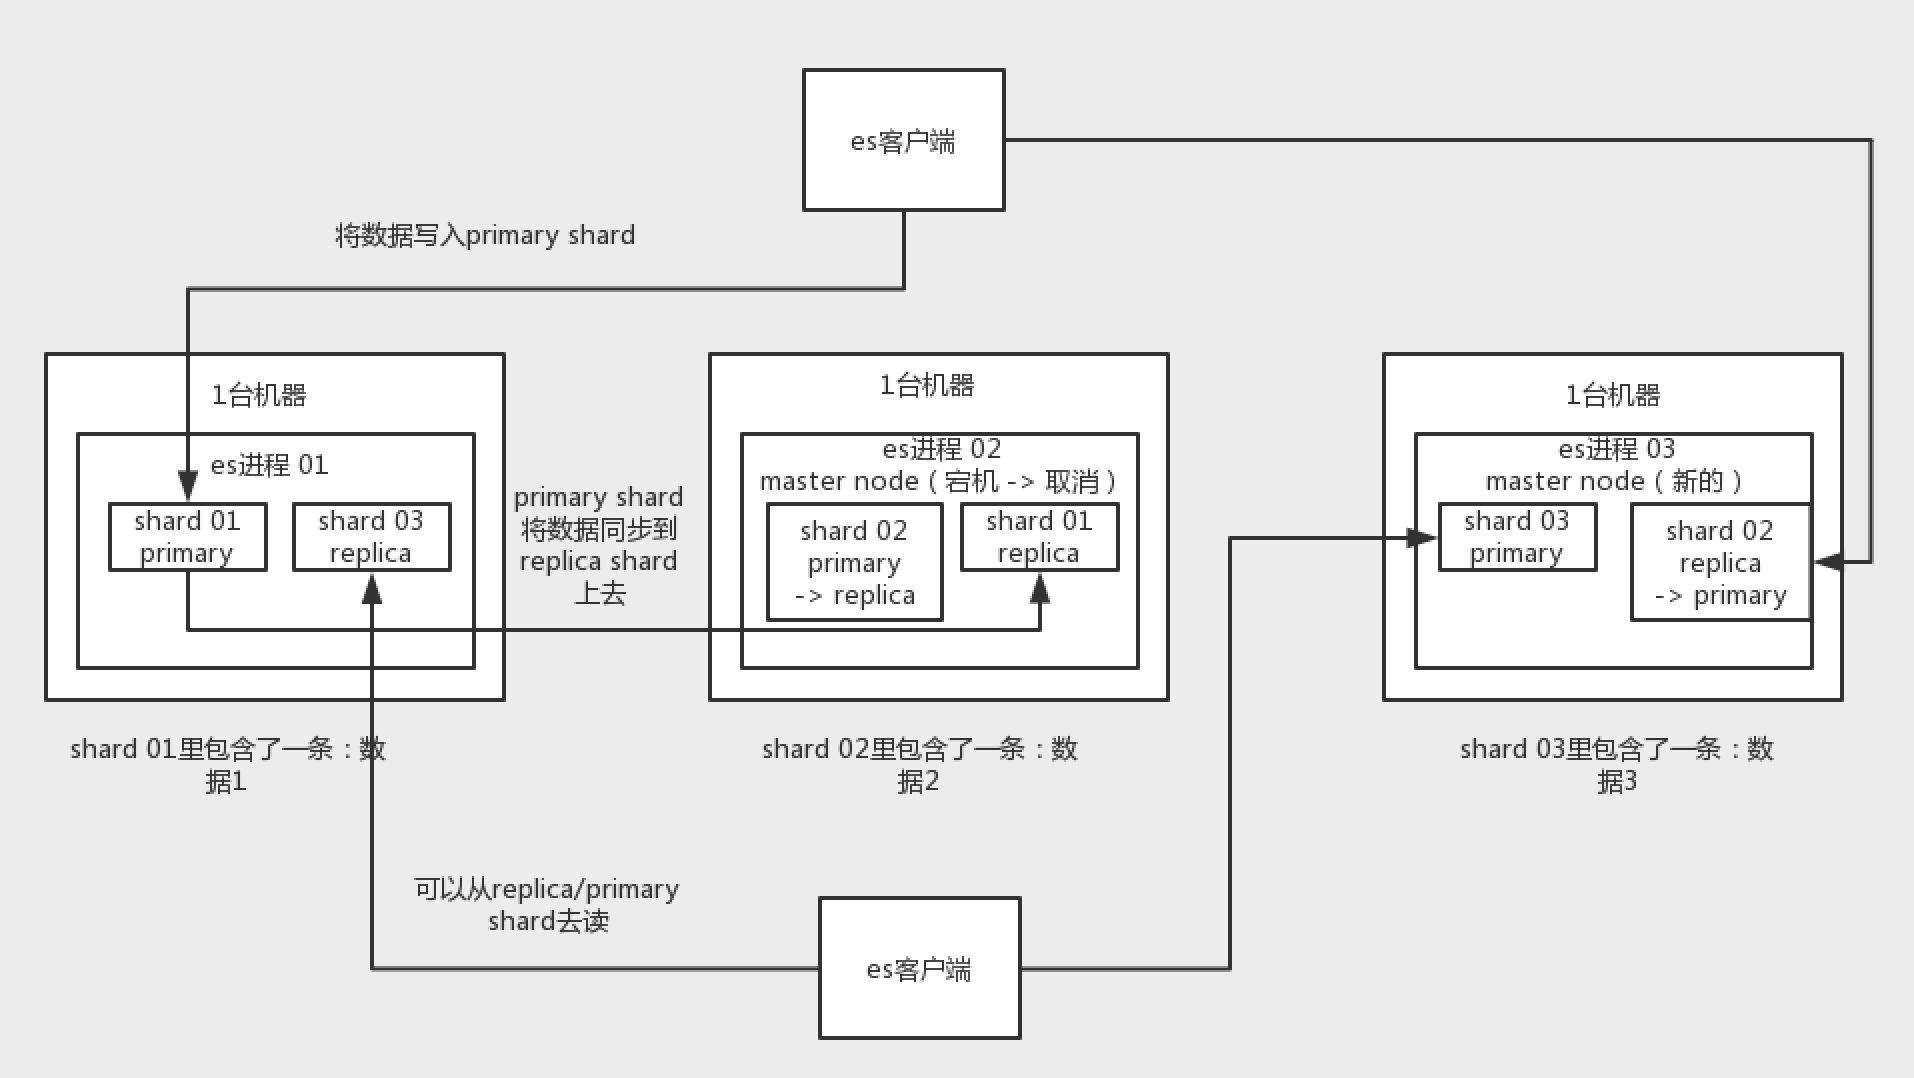 es客户端
将数据写入primary shard
1台机器
es进程 01
shard 01
primary
shard 03
replica
primary shard
将数据同步到
replica shard
上去
1台机器
es进程 02
master node（宕机 -> 取消）
shard 02
primary
-> replica
shard 01
replica
1台机器
es进程 03
master node（新的）
shard 03
primary
shard 02
replica
-> primary
shard 01里包含了一条：数
据1
shard 02里包含了一条：数
据2
shard 03里包含了一条：数
据3
可以从replica/primary
shard去读
es客户端